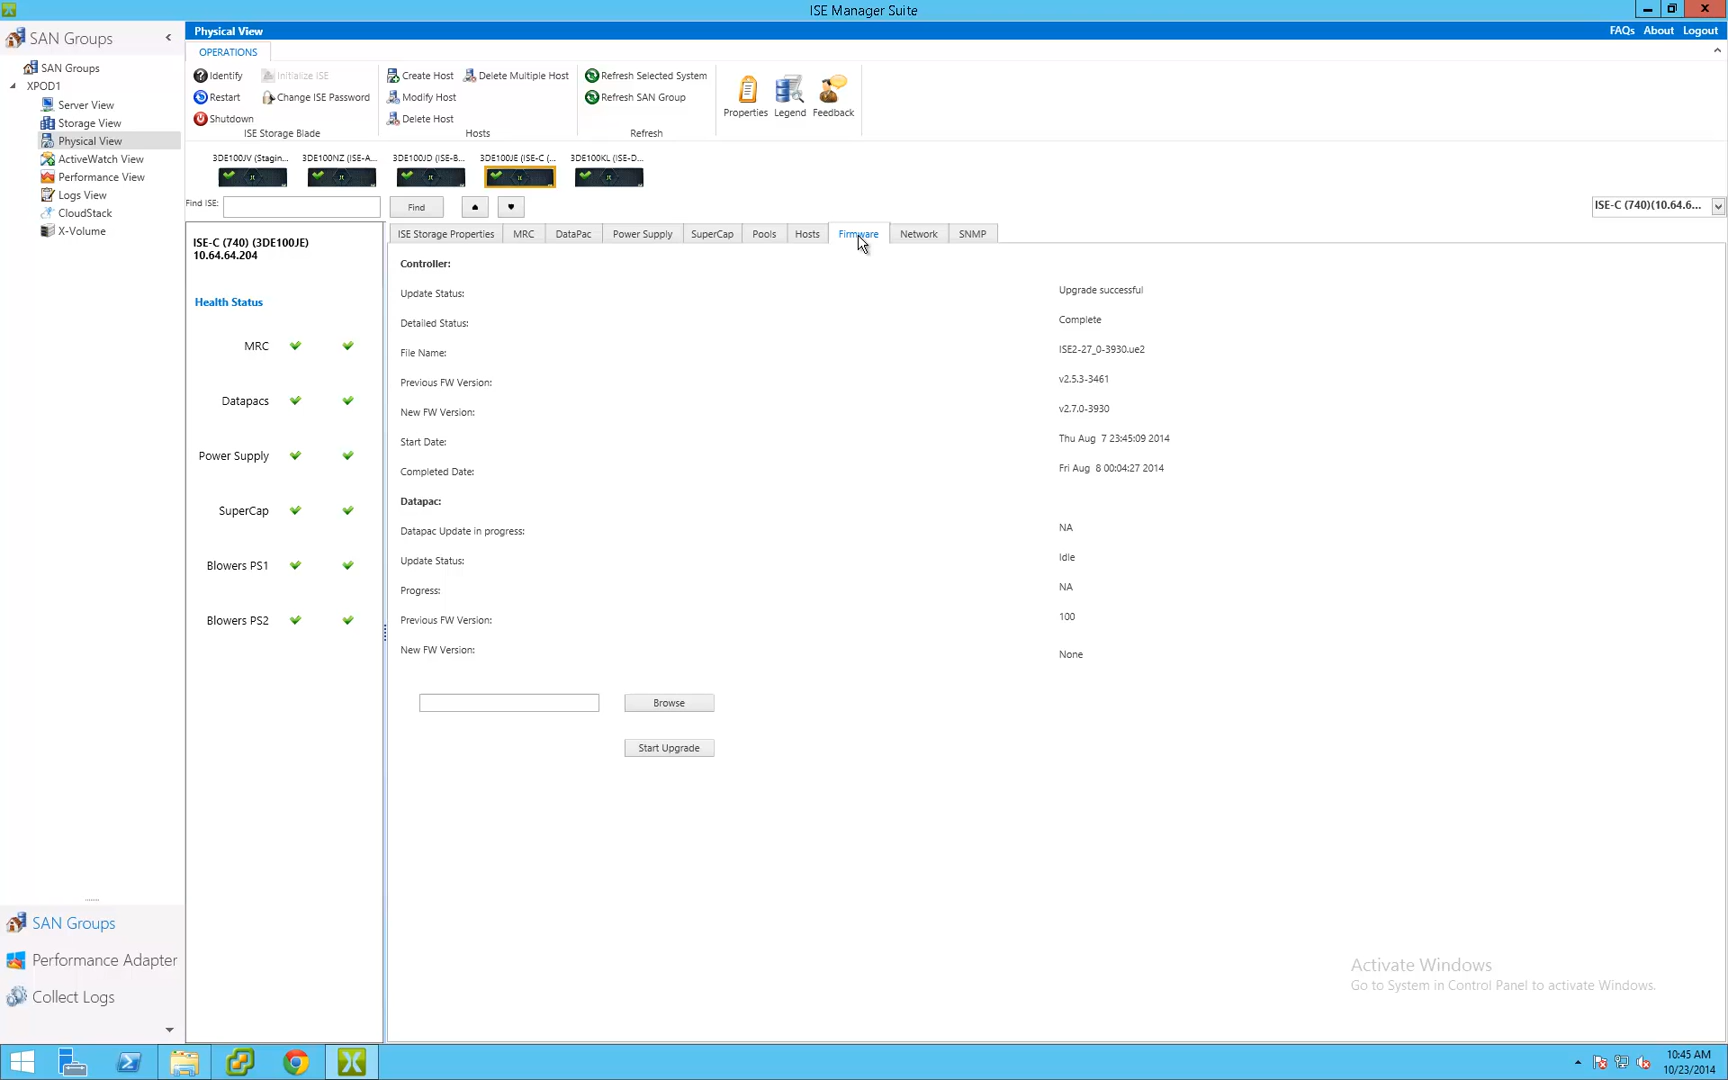 ISE Manager Suite
SAN Groups
SAN Groups
XPOD1
Server View
Storage View
Physical View
ActiveWatch View
Performance View
Logs View
CloudStack
X-Volume
Physical View
FAQs About Logout
OPERATIONS
Identify
Initialize ISE
Restart
Change ISE Password
Shutdown
ISE Storage Blade
Create Host
Delete Multiple Host
Modify Host
Delete Host
Hosts
Refresh Selected System
Refresh SAN Group
Refresh
Properties
Legend
Feedback
3DE100JV (Stagin...
3DE100NZ (ISE-A...
3DE100JD (ISE-B...
3DE100JE (ISE-C (...
3DE100KL (ISE-D...
Find ISE:
Find
ISE-C (740)(10.64.6...
ISE-C (740) (3DE100JE)
10.64.64.204
Health Status
MRC
Datapacs
Power Supply
SuperCap
Blowers PS1
Blowers PS2
ISE Storage Properties
MRC
DataPac
Power Supply
SuperCap
Pools
Hosts
Firmware
Network
SNMP
Controller:
Update Status: Upgrade successful
Detailed Status: Complete
File Name: ISE2-27_0-3930.ue2
Previous FW Version: v2.5.3-3461
New FW Version: v2.7.0-3930
Start Date: Thu Aug 7 23:45:09 2014
Completed Date: Fri Aug 8 00:04:27 2014
Datapac:
Datapac Update in progress: NA
Update Status: Idle
Progress: NA
Previous FW Version: 100
New FW Version: None
Browse
Start Upgrade
SAN Groups
Performance Adapter
Collect Logs
Activate Windows
Go to System in Control Panel to activate Windows.
10:45 AM
10/23/2014